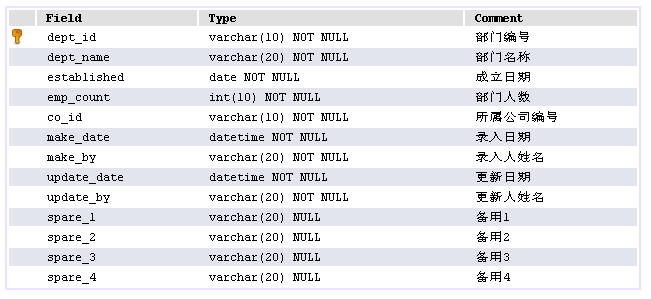 Field Type Comment
dept_id varchar(10) NOT NULL 部门编号
dept_name varchar(20) NOT NULL 部门名称
established date NOT NULL 成立日期
emp_count int(10) NOT NULL 部门人数
co_id varchar(10) NOT NULL 所属公司编号
make_date datetime NOT NULL 录入日期
make_by varchar(20) NOT NULL 录入人姓名
update_date datetime NOT NULL 更新日期
update_by varchar(20) NOT NULL 更新人姓名
spare_1 varchar(20) NULL 备用1
spare_2 varchar(20) NULL 备用2
spare_3 varchar(20) NULL 备用3
spare_4 varchar(20) NULL 备用4